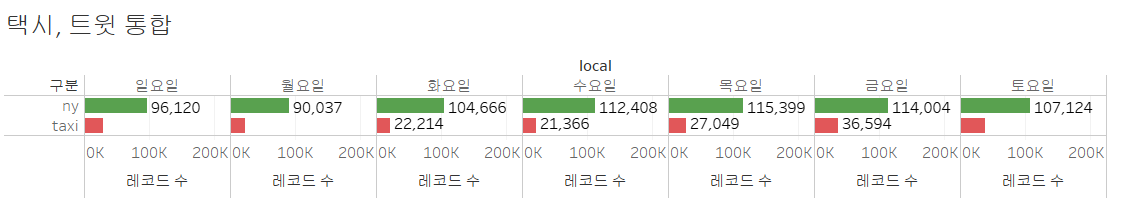 택시, 트윗 통합
local
구분 일요일 월요일 화요일 수요일 목요일 금요일 토요일
ny 96,120 90,037 104,666 112,408 115,399 114,004 107,124
taxi 22,214 21,366 27,049 36,594
0K 100K 200K 0K 100K 200K 0K 100K 200K 0K 100K 200K 0K 100K 200K 0K 100K 200K 0K 100K 200K
레코드 수 레코드 수 레코드 수 레코드 수 레코드 수 레코드 수 레코드 수